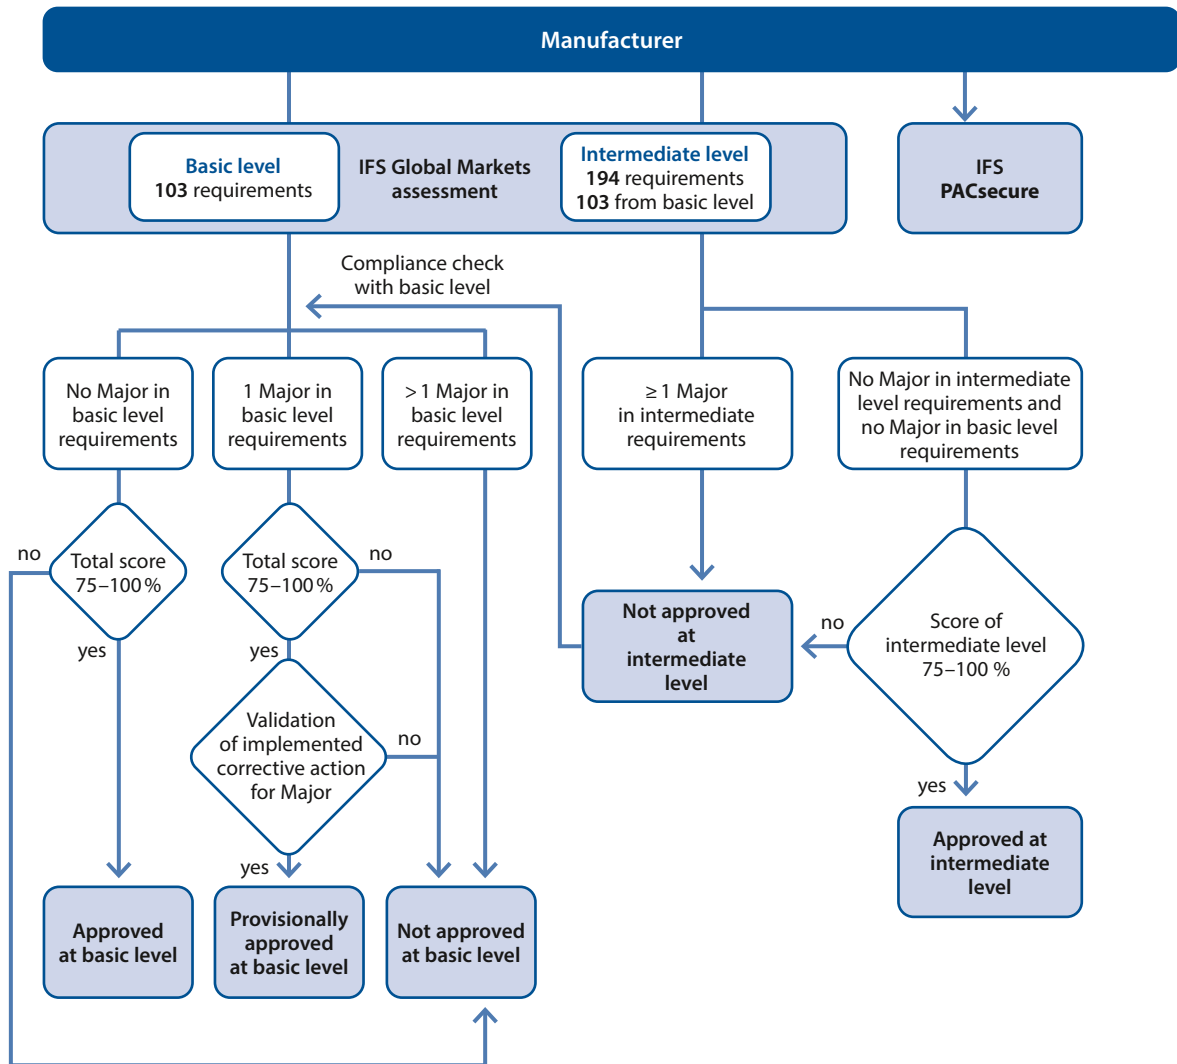 Manufacturer
Basic level
103 requirements
IFS Global Markets
assessment
Intermediate level
194 requirements
103 from basic level
IFS
PACsecure
Compliance check
with basic level
No Major in
basic level
requirements
1 Major in
basic level
requirements
> 1 Major in
basic level
requirements
≥ 1 Major
in intermediate
requirements
No Major in intermediate
level requirements and
no Major in basic level
requirements
no
Total score
75–100 %
yes
Total score
75–100 %
no
yes
Validation
of implemented
corrective action
for Major
no
yes
Not approved
at
intermediate
level
no
Score of
intermediate level
75–100 %
yes
Approved at
intermediate
level
Approved
at basic level
Provisionally
approved
at basic level
Not approved
at basic level